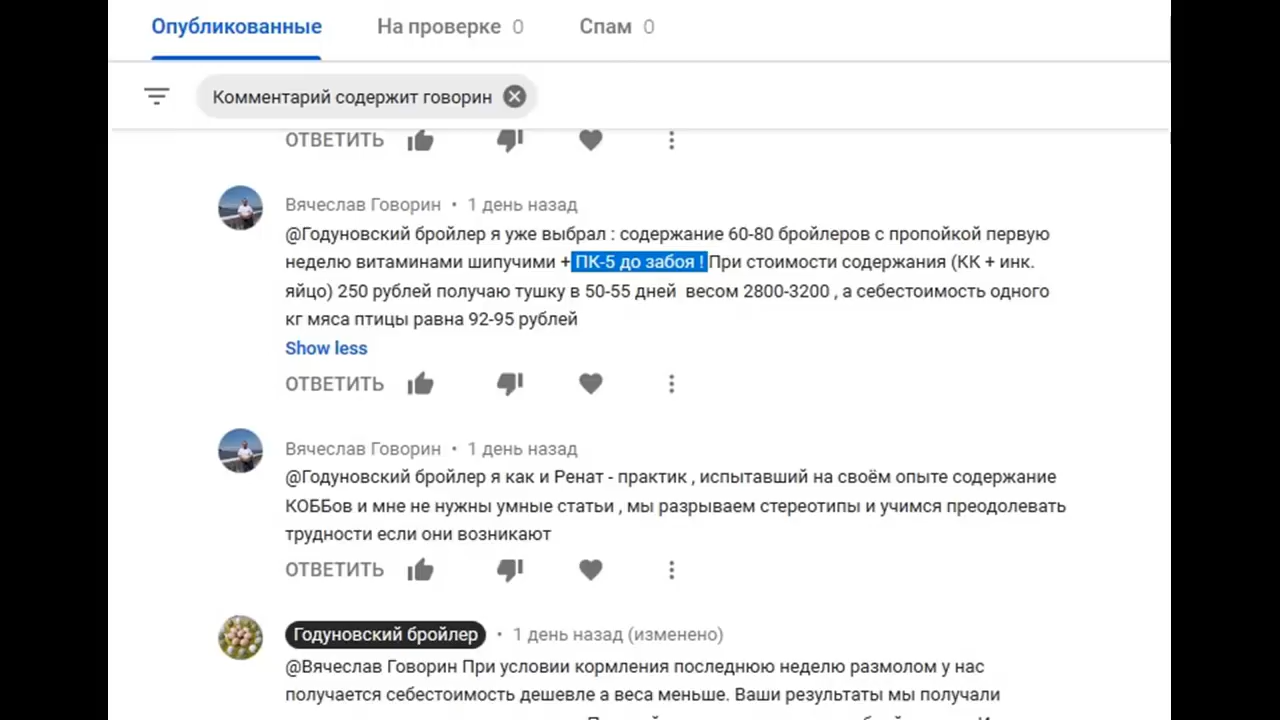 Опубликованные На проверке 0 Спам 0
Комментарий содержит говорин
ОТВЕТИТЬ
Вячеслав Говорин • 1 день назад
@Годуновский бройлер я уже выбрал : содержание 60-80 бройлеров с пропойкой первую
неделю витаминами шипучими + ПК-5 до забоя ! При стоимости содержания (КК + инк.
яйцо) 250 рублей получаю тушку в 50-55 дней весом 2800-3200 , а себестоимость одного
кг мяса птицы равна 92-95 рублей
Show less
ОТВЕТИТЬ
Вячеслав Говорин • 1 день назад
@Годуновский бройлер я как и Ренат - практик , испытавший на своём опыте содержание
КОББов и мне не нужны умные статьи , мы разрываем стереотипы и учимся преодолевать
трудности если они возникают
ОТВЕТИТЬ
Годуновский бройлер • 1 день назад (изменено)
@Вячеслав Говорин При условии кормления последнюю неделю размолом у нас
получается себестоимость дешевле а веса меньше. Ваши результаты мы получали